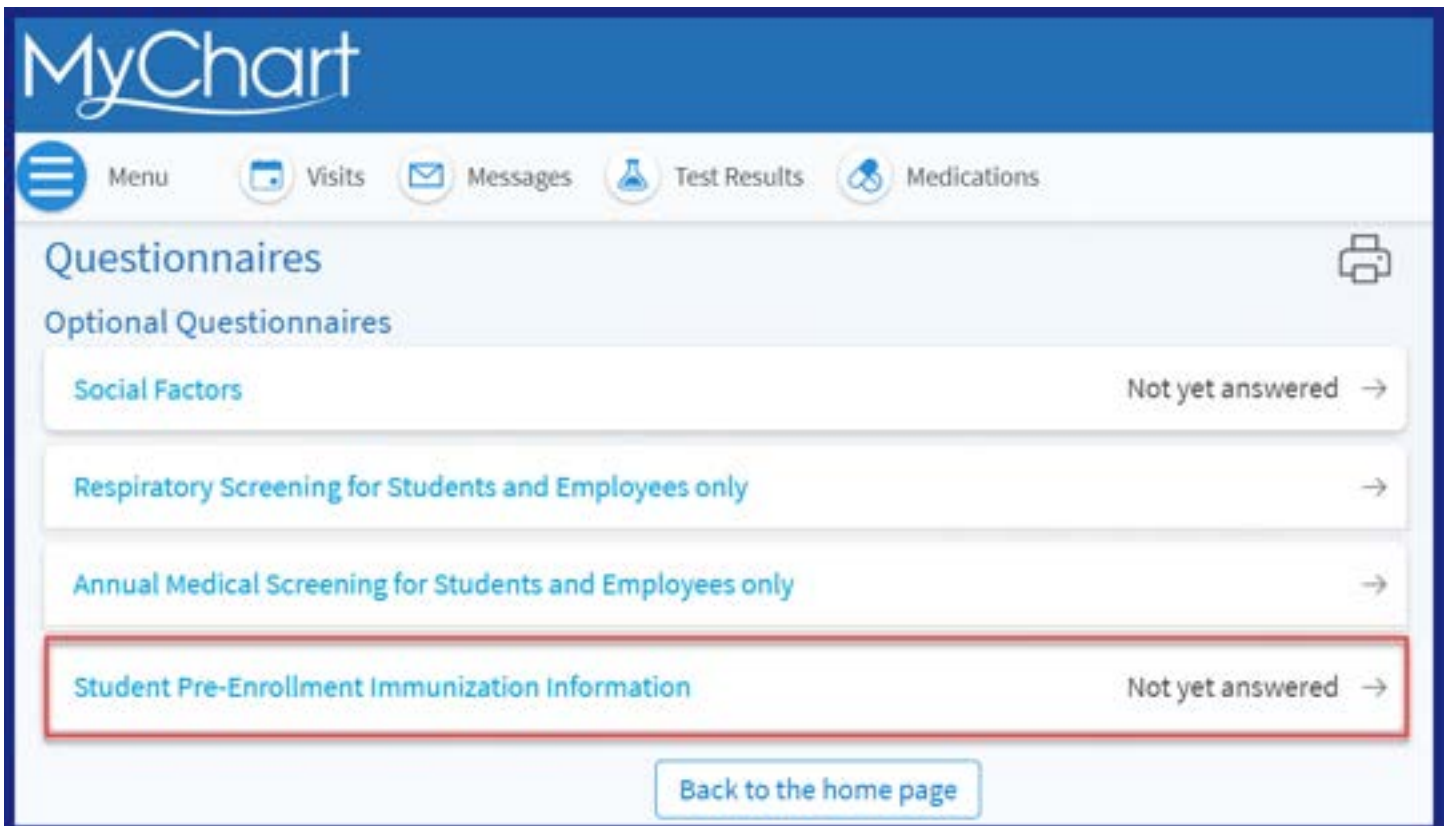 MyChart
Menu Visits Messages Test Results Medications
Questionnaires
Optional Questionnaires
Social Factors Not yet answered →
Respiratory Screening for Students and Employees only →
Annual Medical Screening for Students and Employees only →
Student Pre-Enrollment Immunization Information Not yet answered →
Back to the home page